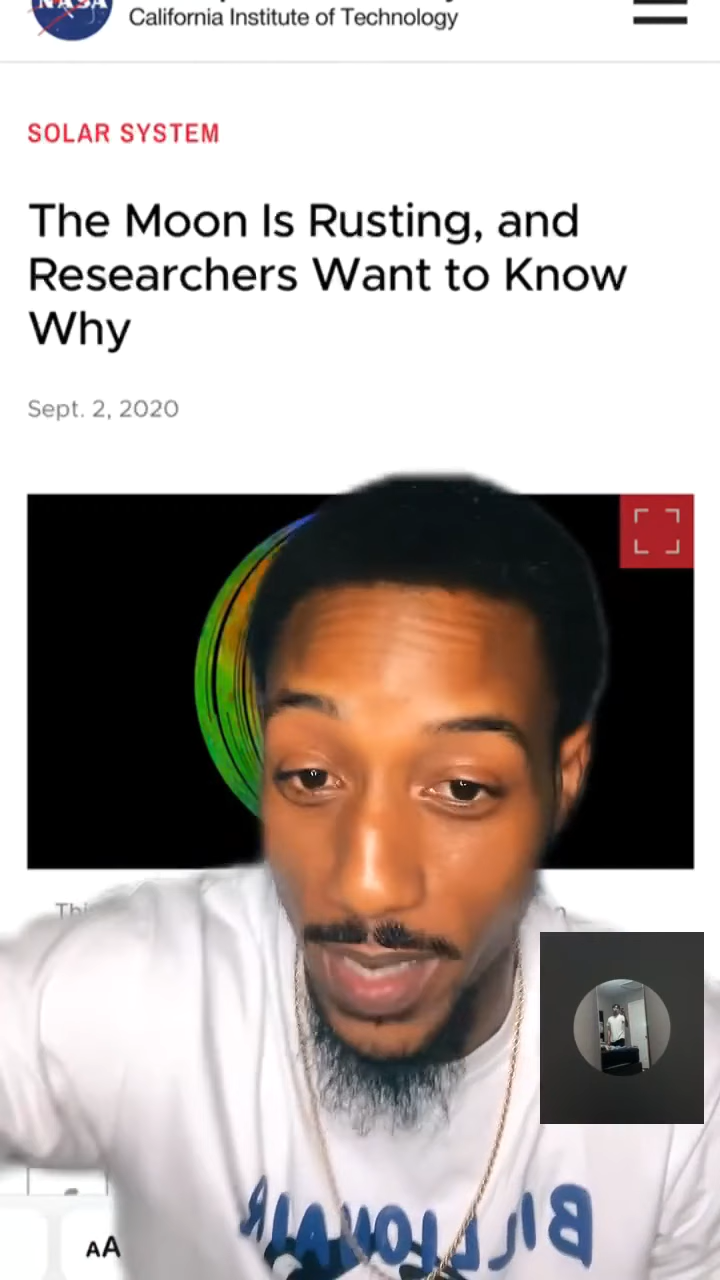 NASA
California Institute of Technology
SOLAR SYSTEM
The Moon Is Rusting, and
Researchers Want to Know
Why
Sept. 2, 2020
AA